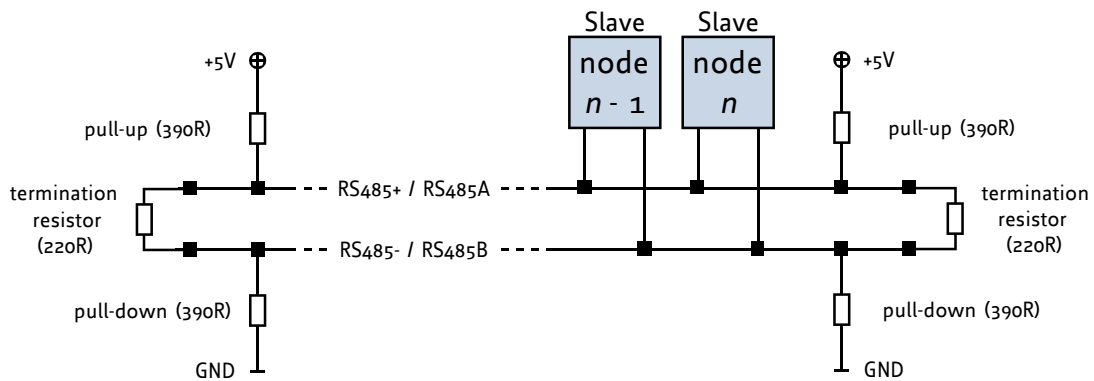 Slave
Slave
node
n - 1
node
n
+5V
+5V
pull-up (390R)
pull-up (390R)
termination
resistor
(220R)
RS485+ / RS485A
termination
resistor
(220R)
RS485- / RS485B
pull-down (390R)
pull-down (390R)
GND
GND